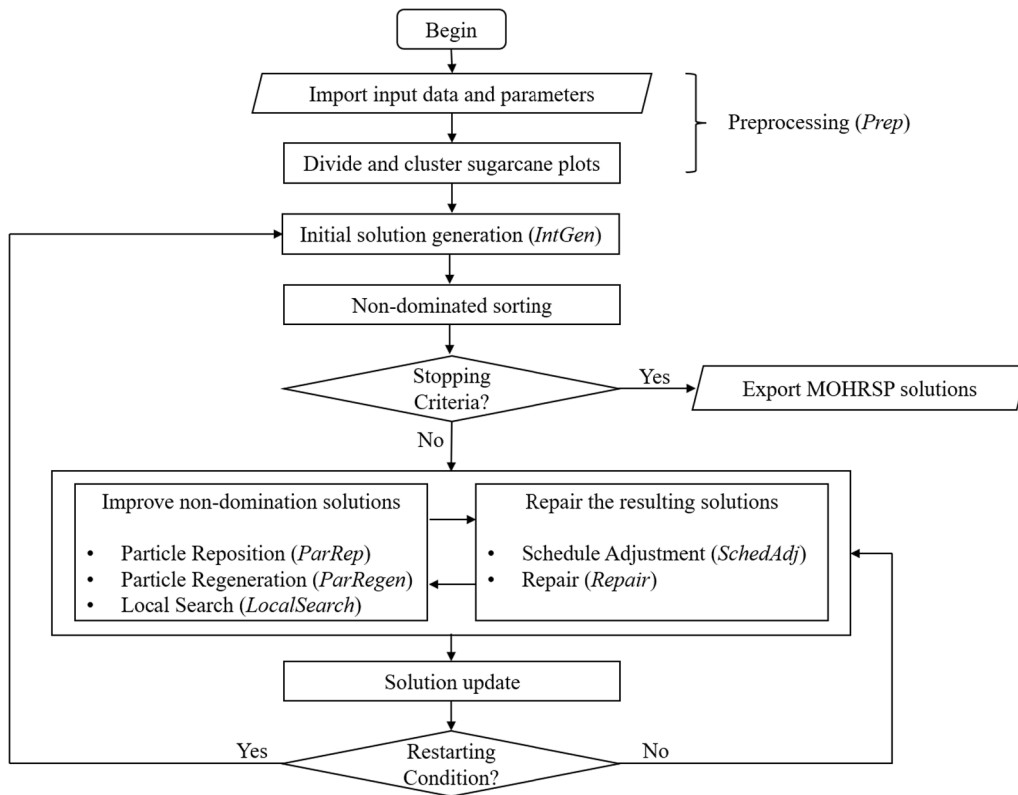 Begin
Import input data and parameters
Preprocessing (Prep)
Divide and cluster sugarcane plots
Initial solution generation (IntGen)
Non-dominated sorting
Stopping
Criteria?
Yes
Export MOHRSP solutions
No
Improve non-domination solutions
• Particle Reposition (ParRep)
• Particle Regeneration (ParRegen)
• Local Search (LocalSearch)
Repair the resulting solutions
• Schedule Adjustment (SchedAdj)
• Repair (Repair)
Solution update
Yes
Restarting
Condition?
No